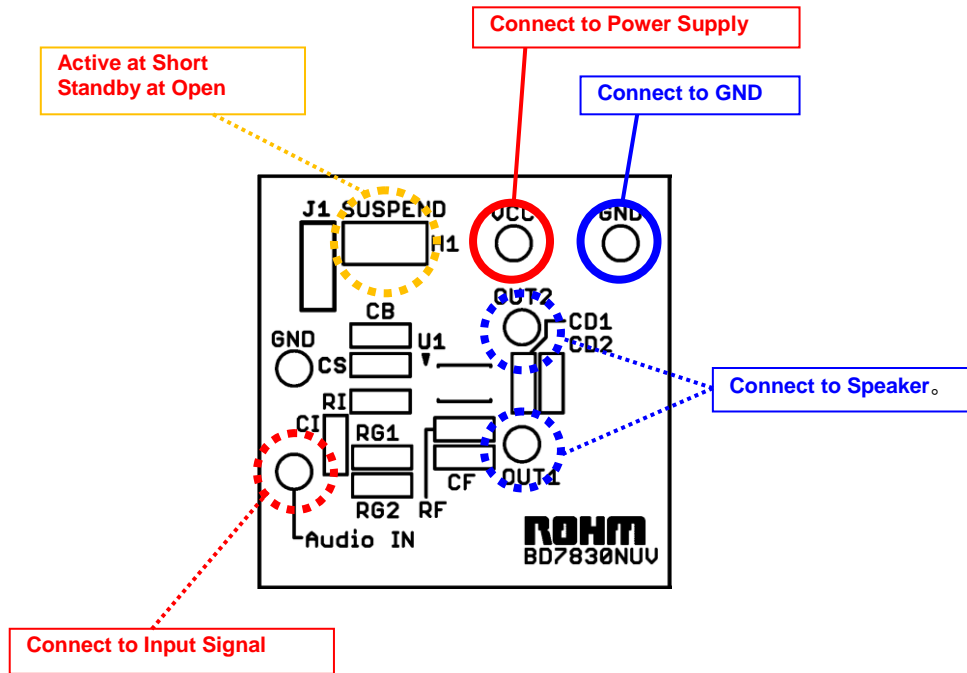 Connect to Power Supply
Active at Short
Standby at Open
Connect to GND
J1 SUSPEND
VCC
GND
H1
OUT2
CB
CD1
GND
U1
CD2
CS
Connect to Speaker。
RI
CI
RG1
OUT1
CF
RG2
RF
Audio IN
ROHM
BD7830NUV
Connect to Input Signal